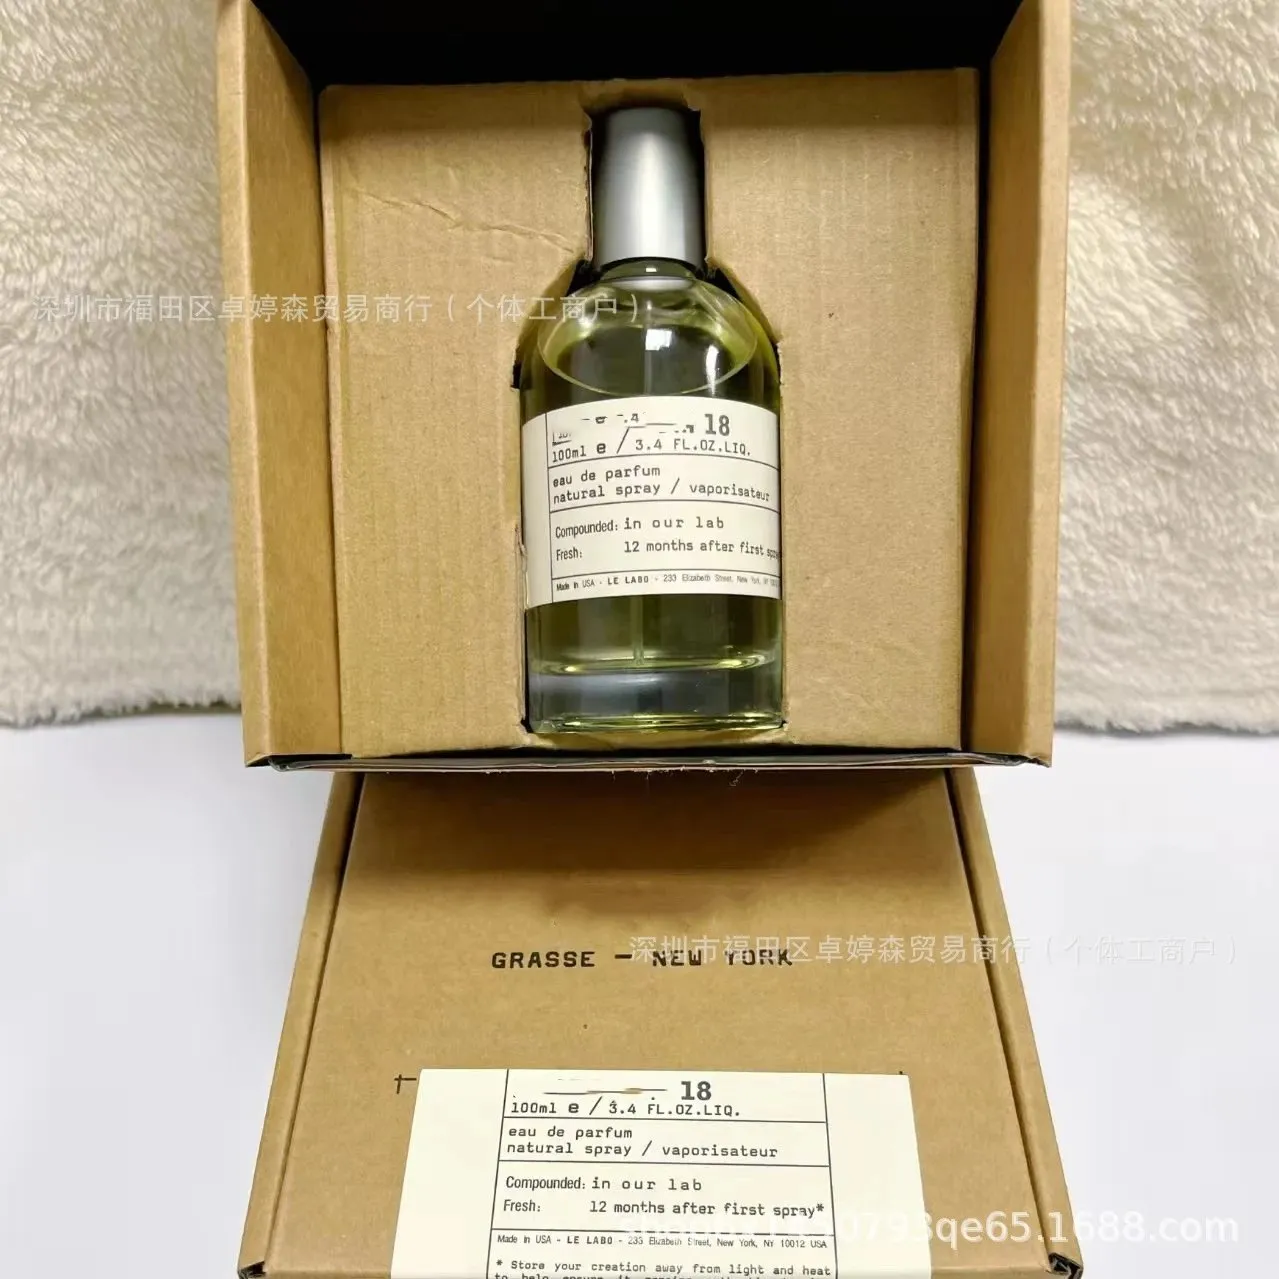 深圳市福田区卓婷森贸易商行（个体工商户）
18
100ml e / 3.4 FL.OZ.LIQ.
eau de parfum
natural spray / vaporisateur
Compounded: in our lab
Fresh: 12 months after first
Made in USA - LE LABO - 233 Elizabeth Street, New York, NY
GRASSE — NEW YORK
深圳市福田区卓婷森贸易商行（个体工商户）
18
100ml e / 3.4 FL.OZ.LIQ.
eau de parfum
natural spray / vaporisateur
Compounded: in our lab
Fresh: 12 months after first spray*
Made in USA - LE LABO - 233 Elizabeth Street, New York, NY 10012 USA
* Store your creation away from light and heat